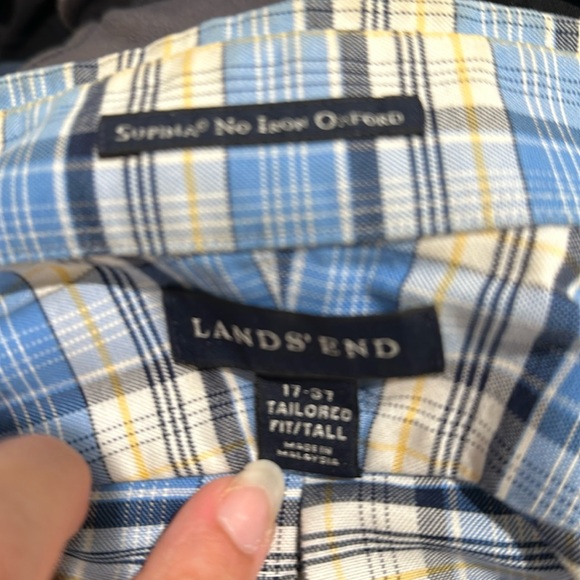 SUPIMA® NO IRON OXFORD
LANDS' END
17-37
TAILORED
FIT/TALL
MADE IN
MALAYSIA